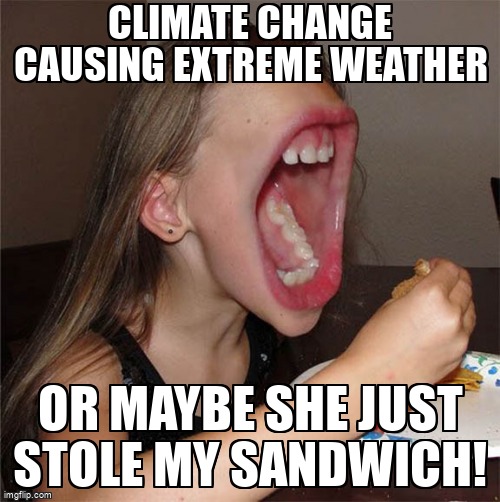 CLIMATE CHANGE
CAUSING EXTREME WEATHER
OR MAYBE SHE JUST
STOLE MY SANDWICH!
imgflip.com